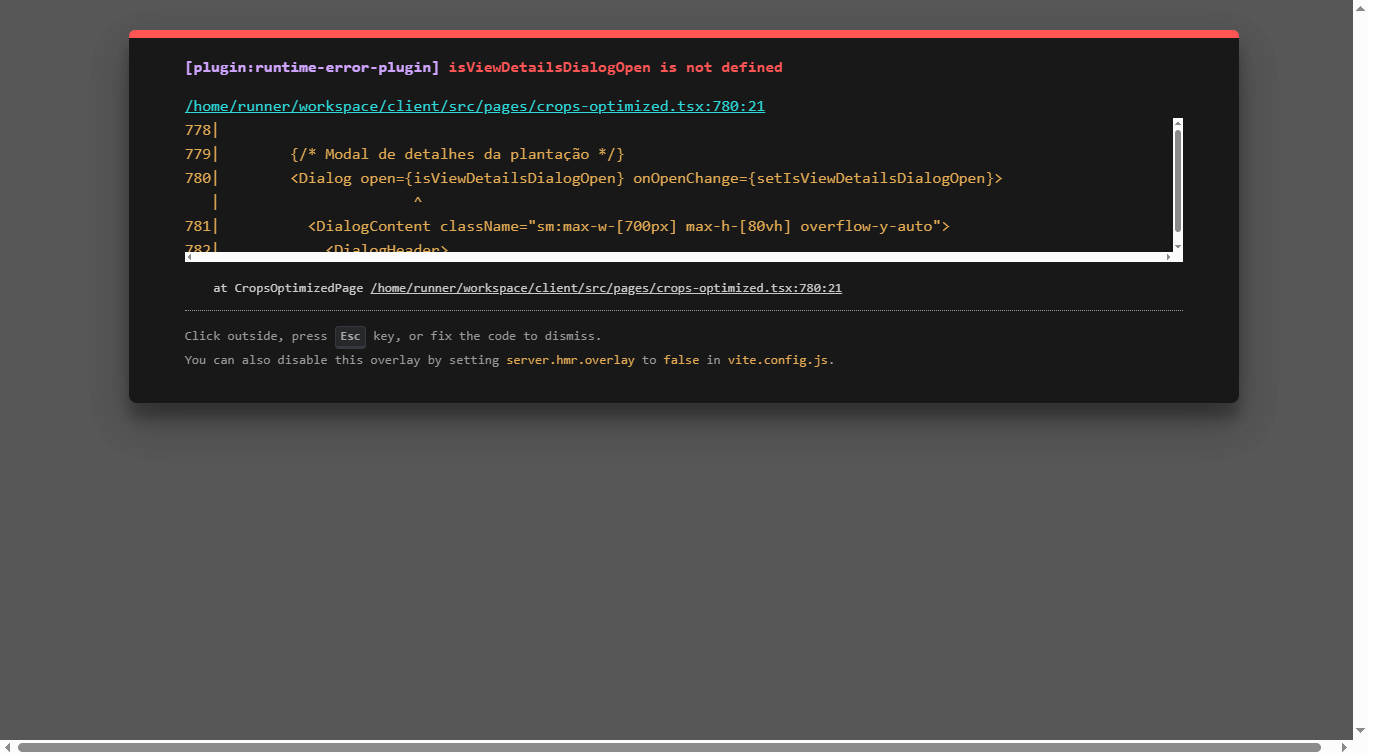 [plugin:runtime-error-plugin] isViewDetailsDialogOpen is not defined
/home/runner/workspace/client/src/pages/crops-optimized.tsx:780:21
778|
779|        {/* Modal de detalhes da plantação */}
780|        <Dialog open={isViewDetailsDialogOpen} onOpenChange={setIsViewDetailsDialogOpen}>
   |                      ^
781|          <DialogContent className="sm:max-w-[700px] max-h-[80vh] overflow-y-auto">
782|            <DialogHeader>
at CropsOptimizedPage /home/runner/workspace/client/src/pages/crops-optimized.tsx:780:21
Click outside, press Esc key, or fix the code to dismiss.
You can also disable this overlay by setting server.hmr.overlay to false in vite.config.js.